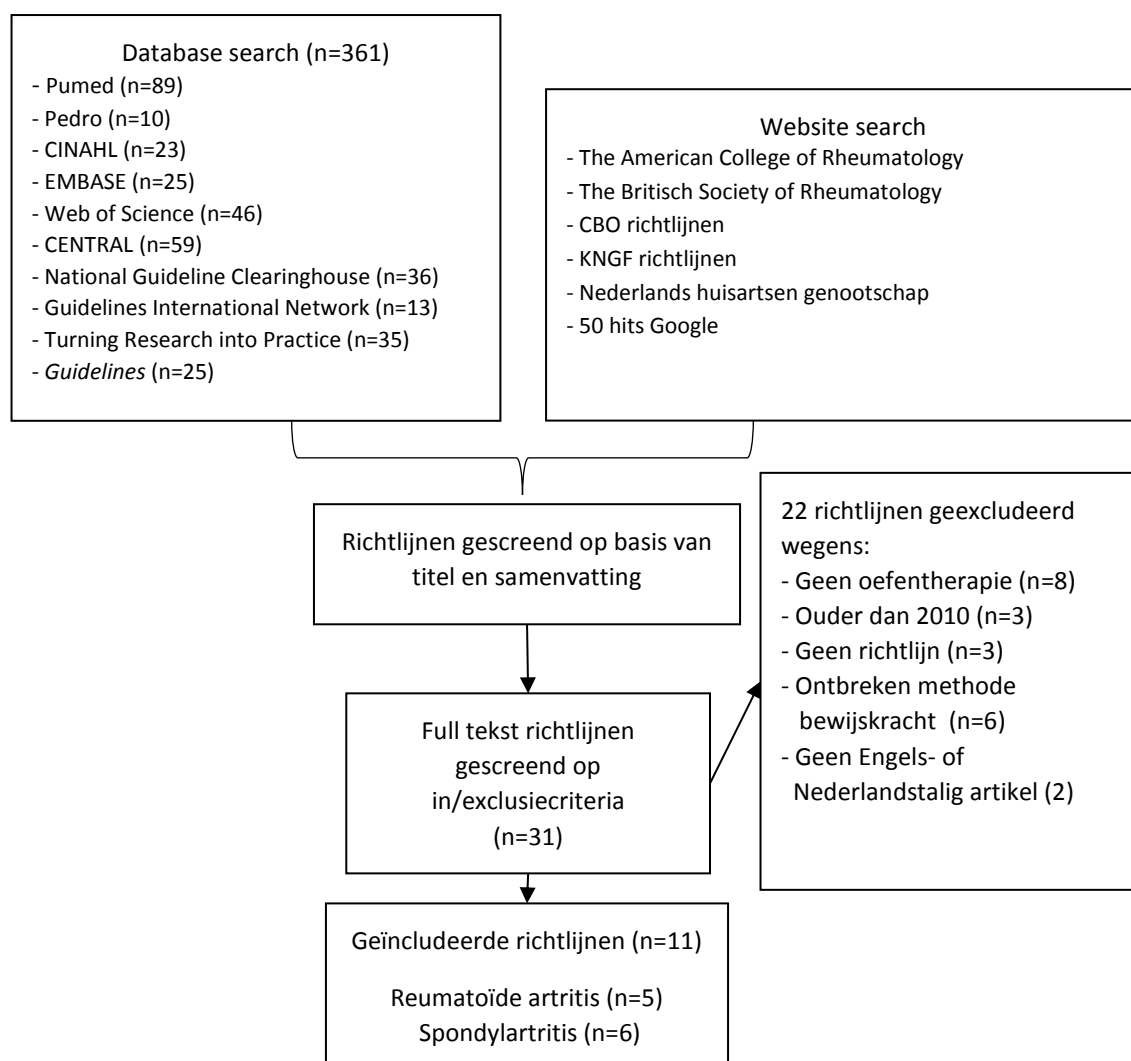 Database search (n=361)
- Pumed (n=89)
- Pedro (n=10)
- CINAHL (n=23)
- EMBASE (n=25)
- Web of Science (n=46)
- CENTRAL (n=59)
- National Guideline Clearinghouse (n=36)
- Guidelines International Network (n=13)
- Turning Research into Practice (n=35)
- Guidelines (n=25)
Website search
- The American College of Rheumatology
- The Britisch Society of Rheumatology
- CBO richtlijnen
- KNGF richtlijnen
- Nederlands huisartsen genootschap
- 50 hits Google
Richtlijnen gescreend op basis van
titel en samenvatting
22 richtlijnen geexcludeerd
wegens:
- Geen oefentherapie (n=8)
- Ouder dan 2010 (n=3)
- Geen richtlijn (n=3)
- Ontbreken methode
bewijskracht (n=6)
- Geen Engels- of
Nederlandstalig artikel (2)
Full tekst richtlijnen
gescreend op
in/exclusiecriteria
(n=31)
Geïncludeerde richtlijnen (n=11)
Reumatoïde artritis (n=5)
Spondylartritis (n=6)